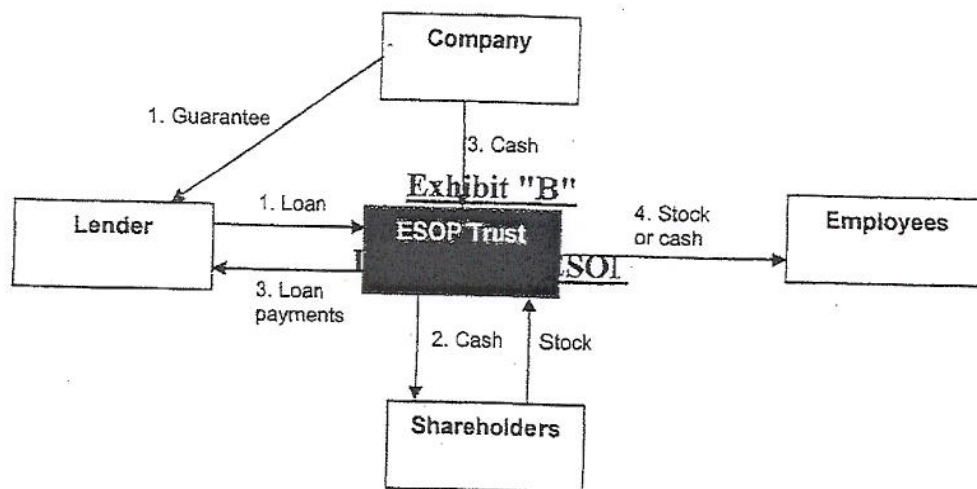 Company
1. Guarantee
3. Cash
Exhibit "B"
Lender
1. Loan
ESOP Trust
4. Stock
or cash
Employees
3. Loan
payments
2. Cash
Stock
Shareholders